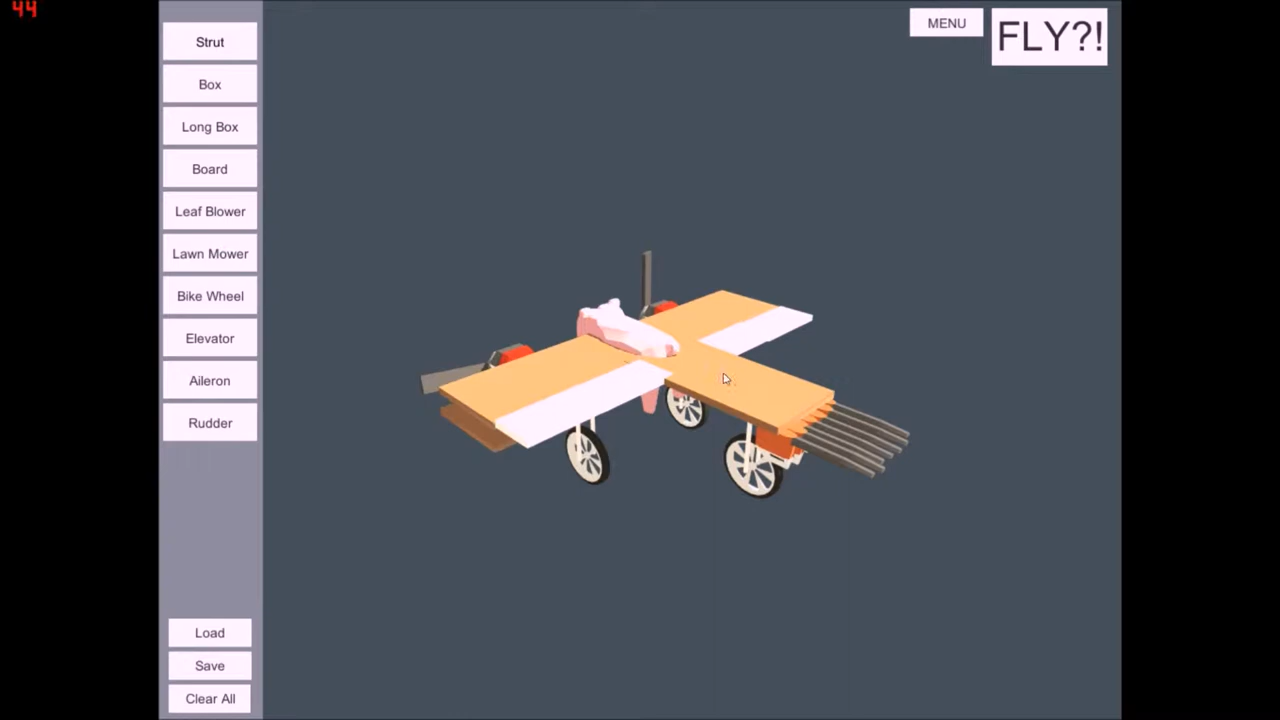 44
Strut
Box
Long Box
Board
Leaf Blower
Lawn Mower
Bike Wheel
Elevator
Aileron
Rudder
Load
Save
Clear All
MENU
FLY?!